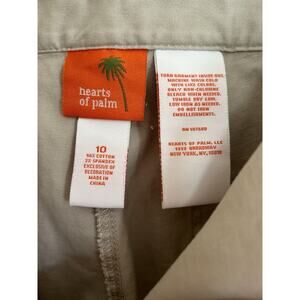 hearts
of palm
10
98% COTTON
2% SPANDEX
EXCLUSIVE OF
DECORATION
MADE IN
CHINA
TURN GARMENT INSIDE OUT,
MACHINE WASH COLD
WITH LIKE COLORS,
ONLY NON-CHLORINE
BLEACH WHEN NEEDED,
TUMBLE DRY LOW,
LOW IRON AS NEEDED.
DO NOT IRON
EMBELLISHMENTS.
RN
HEARTS OF PALM, LLC
BROADWAY
NEW YORK, NY, 10018